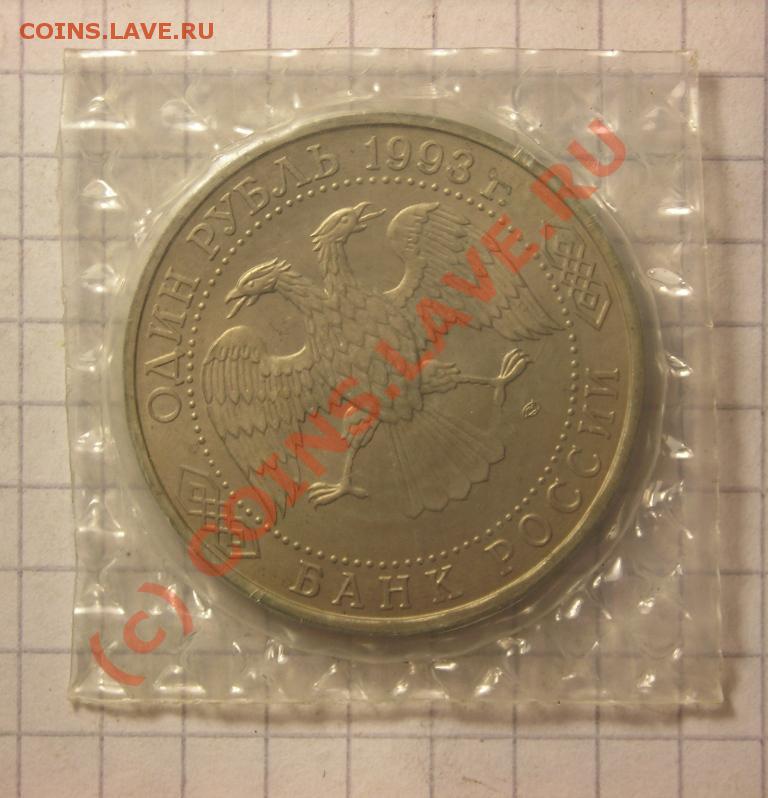 COINS.LAVE.RU
ОДИН РУБЛЬ 1993 г.
БАНК РОССИИ
(c) COINS.LAVE.RU